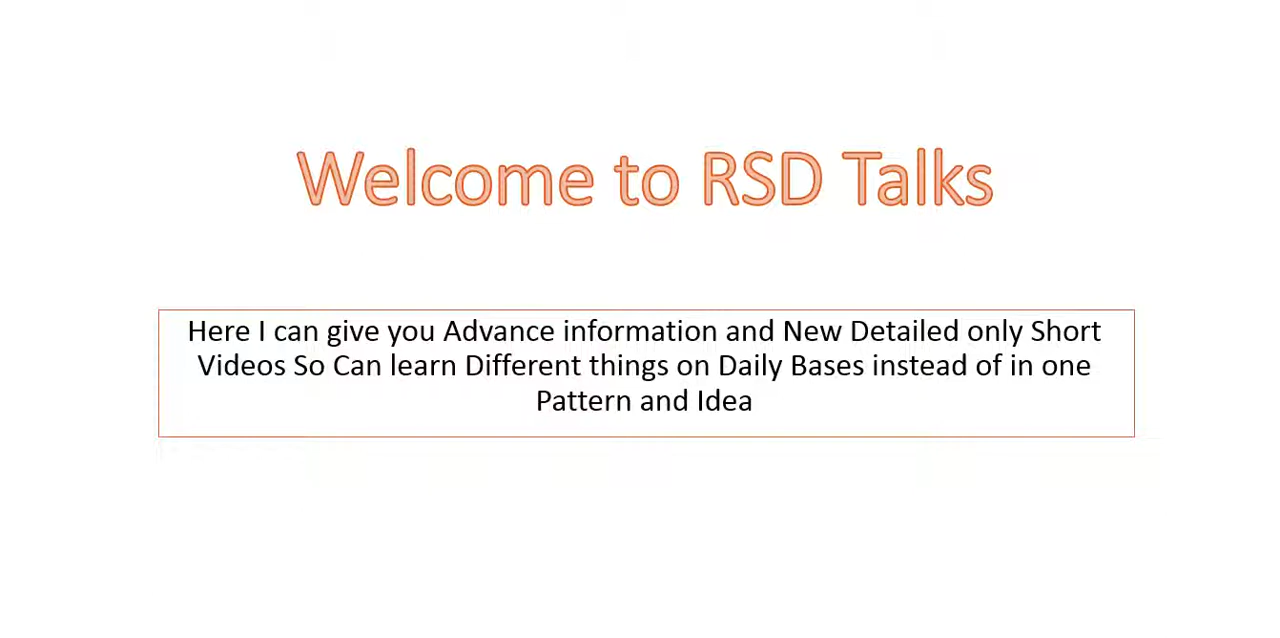 Welcome to RSD Talks
Here I can give you Advance information and New Detailed only Short
Videos So Can learn Different things on Daily Bases instead of in one
Pattern and Idea